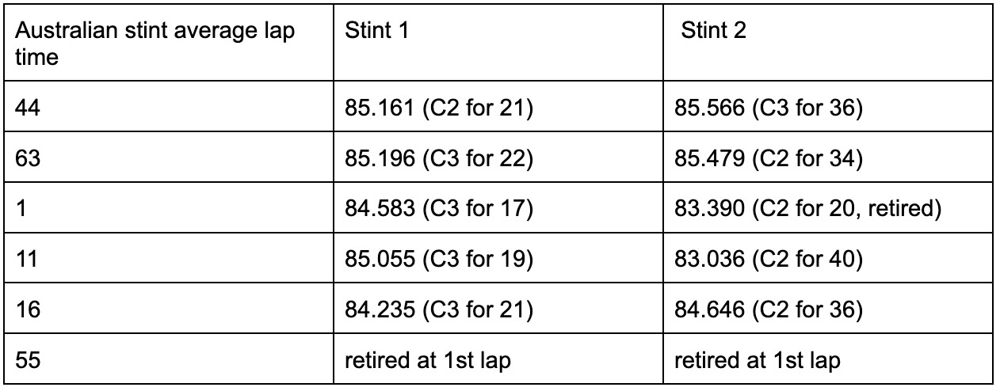 Australian stint average lap time Stint 1 Stint 2
44 85.161 (C2 for 21) 85.566 (C3 for 36)
63 85.196 (C3 for 22) 85.479 (C2 for 34)
1 84.583 (C3 for 17) 83.390 (C2 for 20, retired)
11 85.055 (C3 for 19) 83.036 (C2 for 40)
16 84.235 (C3 for 21) 84.646 (C2 for 36)
55 retired at 1st lap retired at 1st lap